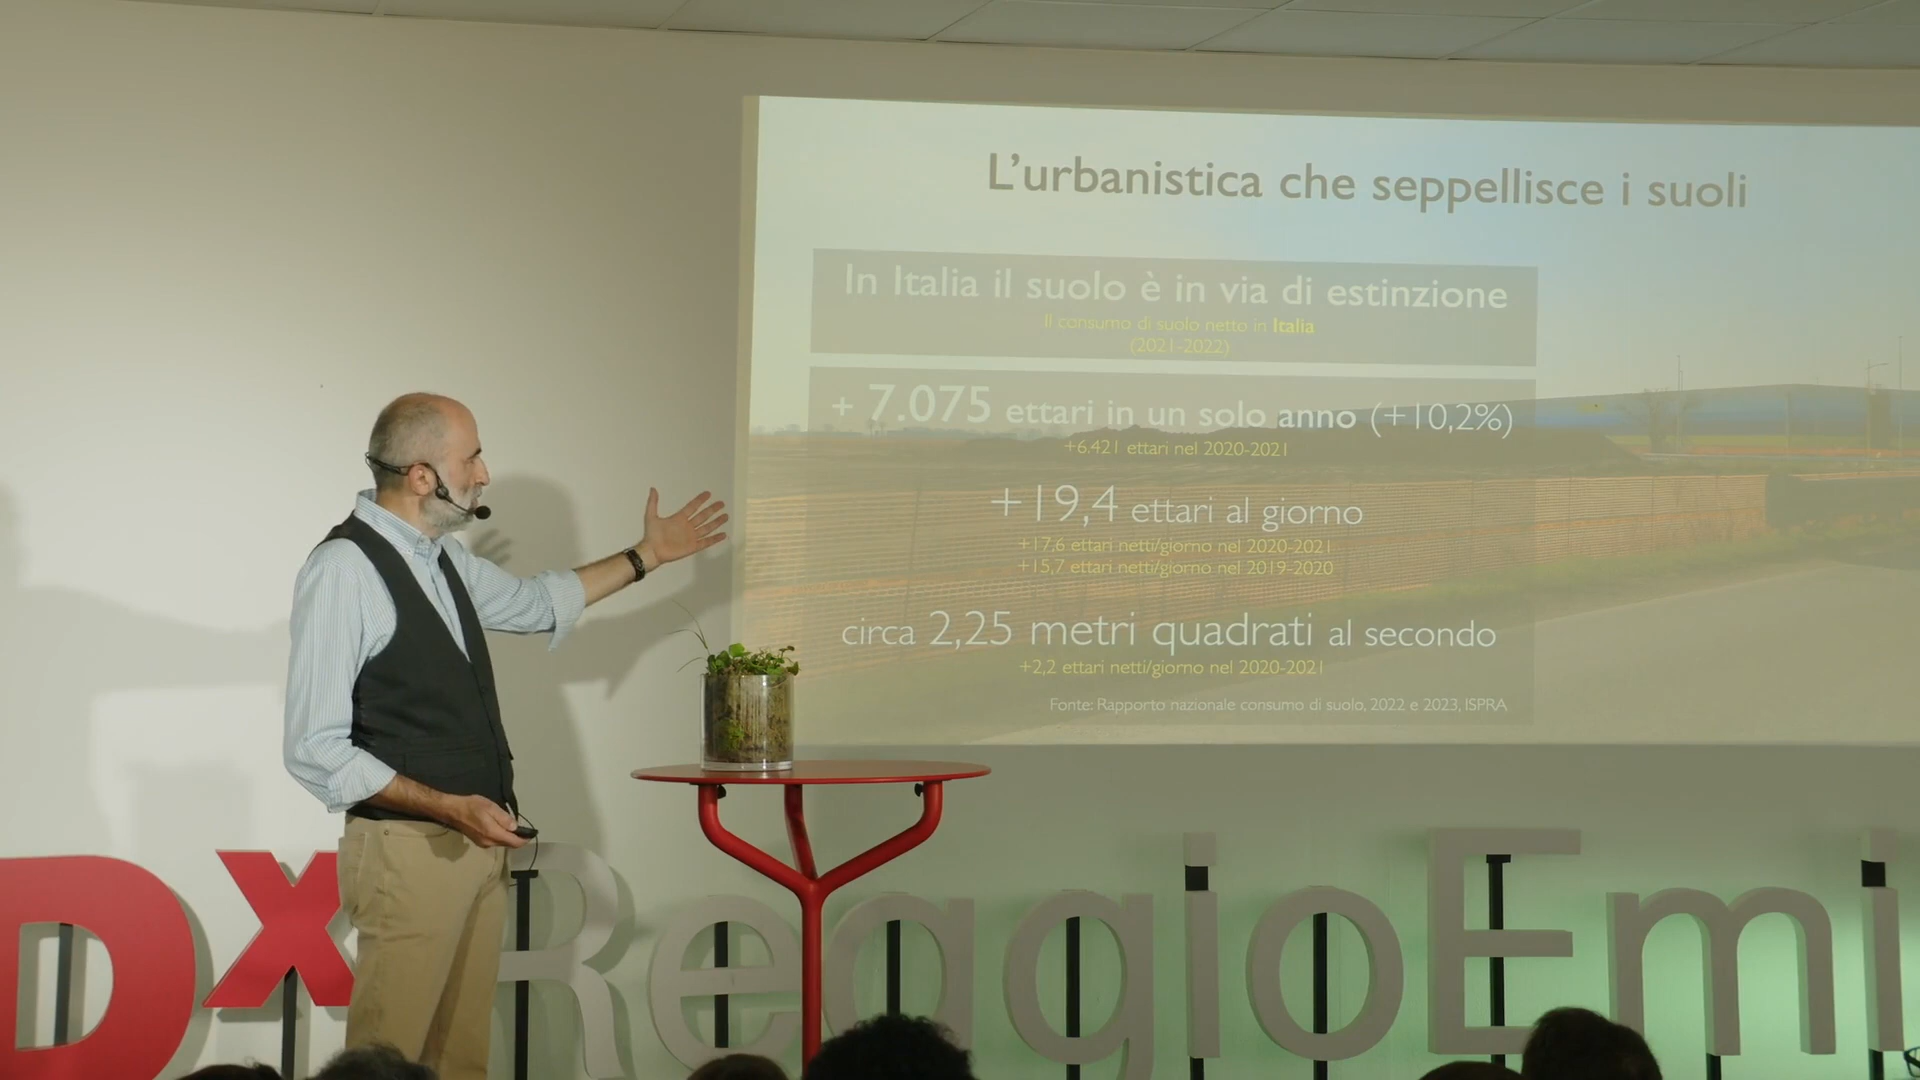 L'urbanistica che seppellisce i suoli
In Italia il suolo è in via di estinzione
Il consumo di suolo netto in Italia
(2021-2022)
+ 7.075 ettari in un solo anno (+10,2%)
+6.421 ettari nel 2020-2021
+19,4 ettari al giorno
+17,6 ettari netti/giorno nel 2020-2021
+15,7 ettari netti/giorno nel 2019-2020
circa 2,25 metri quadrati al secondo
+2,2 ettari netti/giorno nel 2020-2021
Fonte: Rapporto nazionale consumo di suolo, 2022 e 2023, ISPRA
Dx ReggioEmi